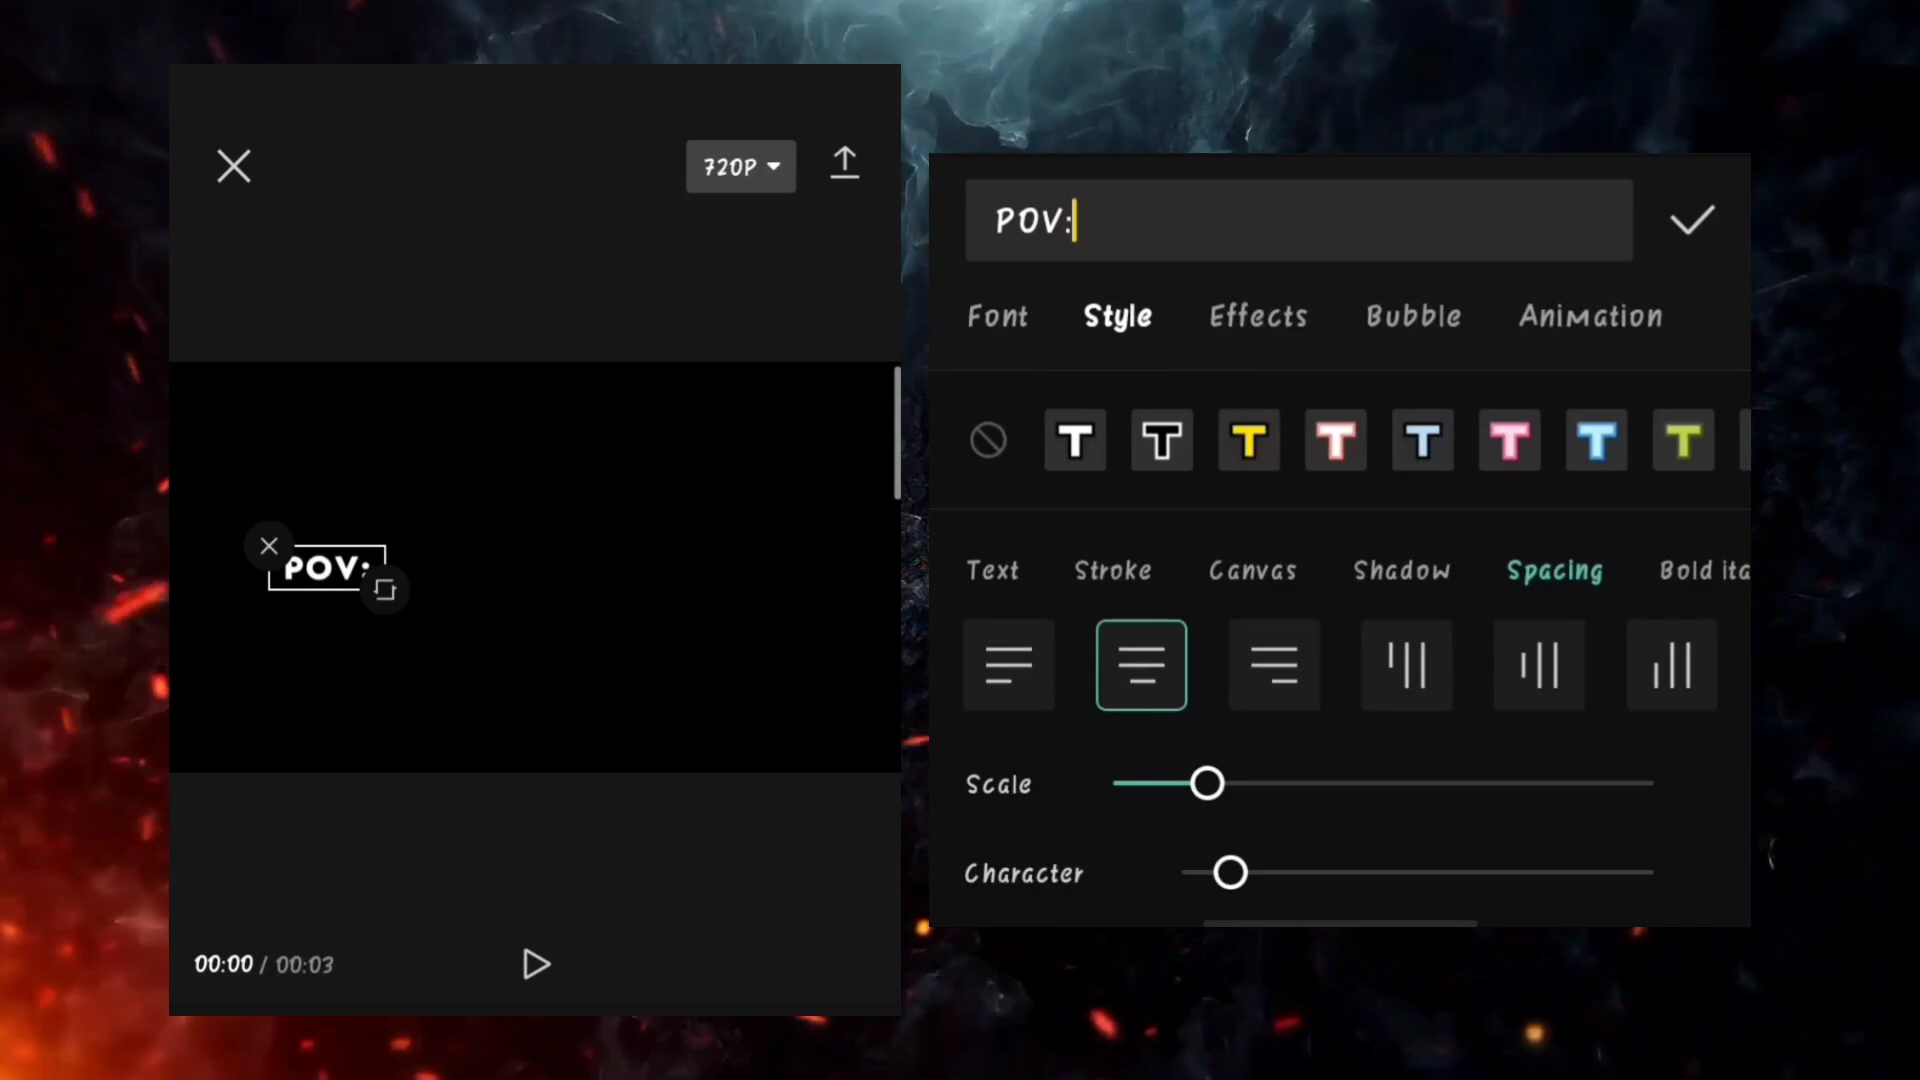 720P
POV:
00:00 / 00:03
POV:
Font Style Effects Bubble Animation
T T T T T T T T
Text Stroke Canvas Shadow Spacing Bold ita
Scale
Character